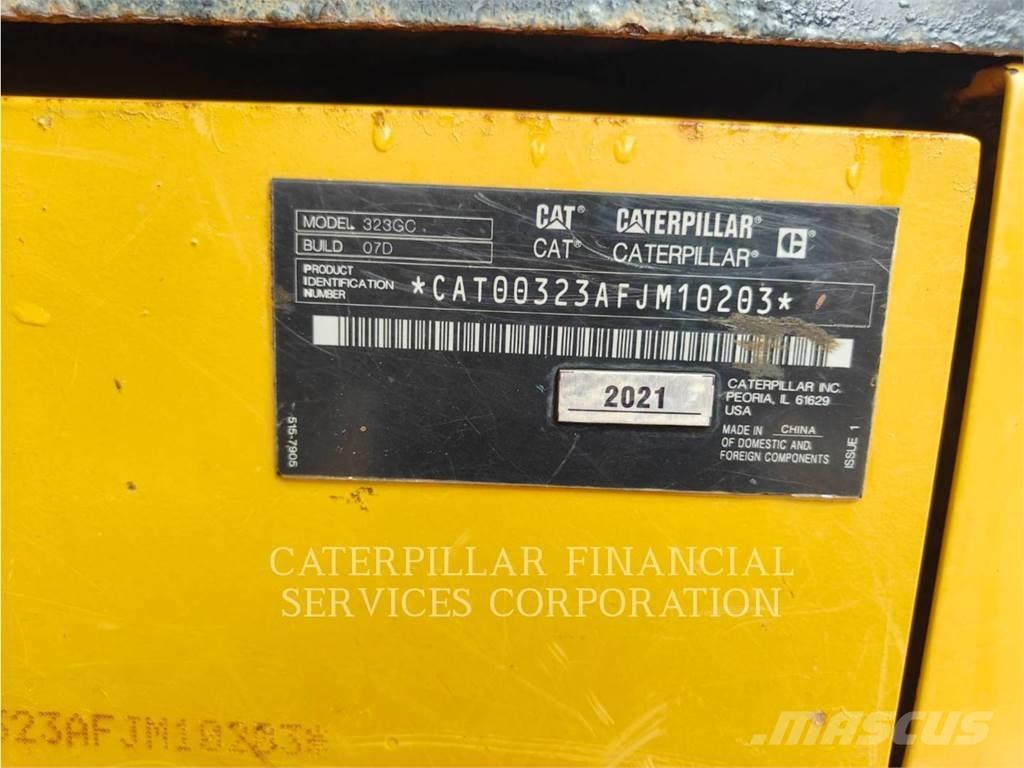 MODEL 323GC
BUILD 07D
CAT® CATERPILLAR®
CAT® CATERPILLAR®
C
PRODUCT
IDENTIFICATION
NUMBER
*CAT00323AFJM10203*
2021
CATERPILLAR INC.
PEORIA, IL 61629
USA
MADE IN CHINA
OF DOMESTIC AND
FOREIGN COMPONENTS
515-7905
ISSUE 1
CATERPILLAR FINANCIAL
SERVICES CORPORATION
323AFJM10203*
MASCUS